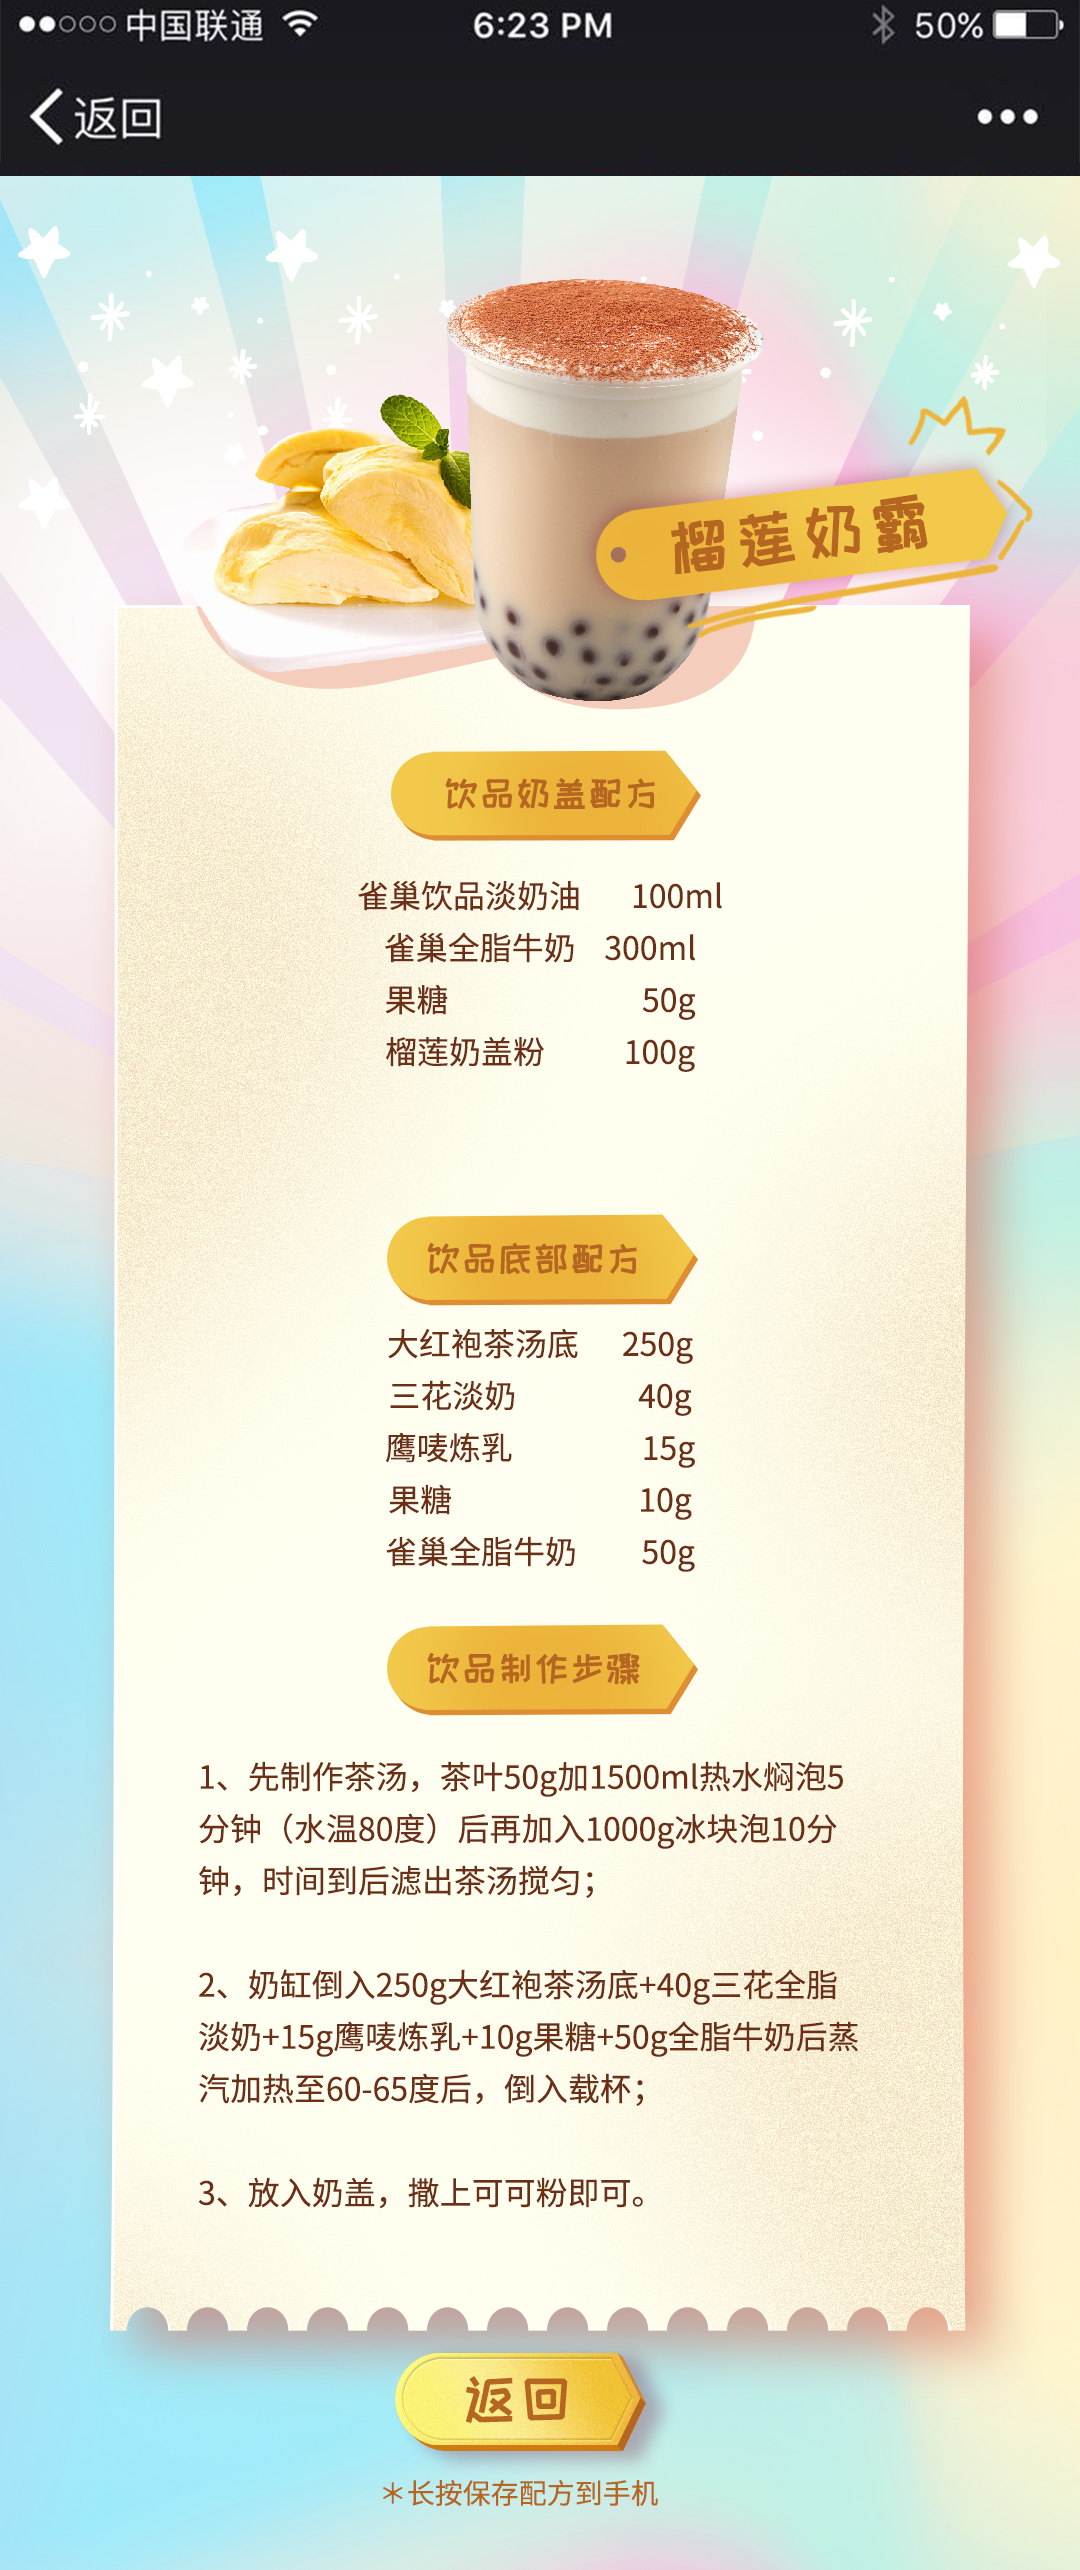 中国联通 6:23 PM 50%
返回
榴莲奶霸
饮品奶盖配方
雀巢饮品淡奶油 100ml
雀巢全脂牛奶 300ml
果糖 50g
榴莲奶盖粉 100g
饮品底部配方
大红袍茶汤底 250g
三花淡奶 40g
鹰唛炼乳 15g
果糖 10g
雀巢全脂牛奶 50g
饮品制作步骤
1、先制作茶汤，茶叶50g加1500ml热水焖泡5
分钟（水温80度）后再加入1000g冰块泡10分
钟，时间到后滤出茶汤搅匀；
2、奶缸倒入250g大红袍茶汤底+40g三花全脂
淡奶+15g鹰唛炼乳+10g果糖+50g全脂牛奶后蒸
汽加热至60-65度后，倒入载杯；
3、放入奶盖，撒上可可粉即可。
返回
＊长按保存配方到手机